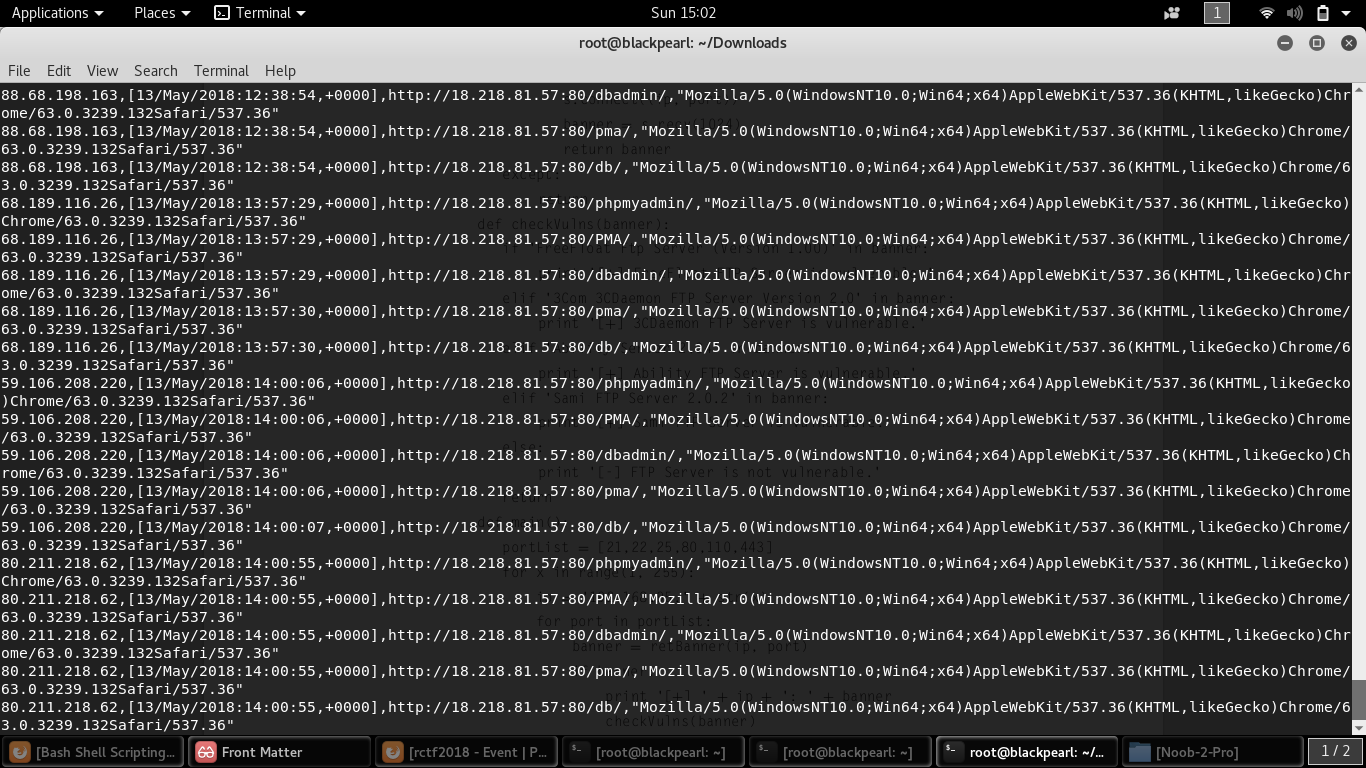 Applications Places Terminal Sun 15:02 1
root@blackpearl: ~/Downloads
File Edit View Search Terminal Help
88.68.198.163,[13/May/2018:12:38:54,+0000],http://18.218.81.57:80/dbadmin/,"Mozilla/5.0(WindowsNT10.0;Win64;x64)AppleWebKit/537.36(KHTML,likeGecko)Chr
ome/63.0.3239.132Safari/537.36"
88.68.198.163,[13/May/2018:12:38:54,+0000],http://18.218.81.57:80/pma/,"Mozilla/5.0(WindowsNT10.0;Win64;x64)AppleWebKit/537.36(KHTML,likeGecko)Chrome/
63.0.3239.132Safari/537.36"
88.68.198.163,[13/May/2018:12:38:54,+0000],http://18.218.81.57:80/db/,"Mozilla/5.0(WindowsNT10.0;Win64;x64)AppleWebKit/537.36(KHTML,likeGecko)Chrome/6
3.0.3239.132Safari/537.36"
68.189.116.26,[13/May/2018:13:57:29,+0000],http://18.218.81.57:80/phpmyadmin/,"Mozilla/5.0(WindowsNT10.0;Win64;x64)AppleWebKit/537.36(KHTML,likeGecko)
Chrome/63.0.3239.132Safari/537.36"
68.189.116.26,[13/May/2018:13:57:29,+0000],http://18.218.81.57:80/PMA/,"Mozilla/5.0(WindowsNT10.0;Win64;x64)AppleWebKit/537.36(KHTML,likeGecko)Chrome/
63.0.3239.132Safari/537.36"
68.189.116.26,[13/May/2018:13:57:29,+0000],http://18.218.81.57:80/dbadmin/,"Mozilla/5.0(WindowsNT10.0;Win64;x64)AppleWebKit/537.36(KHTML,likeGecko)Chr
ome/63.0.3239.132Safari/537.36"
68.189.116.26,[13/May/2018:13:57:30,+0000],http://18.218.81.57:80/pma/,"Mozilla/5.0(WindowsNT10.0;Win64;x64)AppleWebKit/537.36(KHTML,likeGecko)Chrome/
63.0.3239.132Safari/537.36"
68.189.116.26,[13/May/2018:13:57:30,+0000],http://18.218.81.57:80/db/,"Mozilla/5.0(WindowsNT10.0;Win64;x64)AppleWebKit/537.36(KHTML,likeGecko)Chrome/6
3.0.3239.132Safari/537.36"
59.106.208.220,[13/May/2018:14:00:06,+0000],http://18.218.81.57:80/phpmyadmin/,"Mozilla/5.0(WindowsNT10.0;Win64;x64)AppleWebKit/537.36(KHTML,likeGecko
)Chrome/63.0.3239.132Safari/537.36"
59.106.208.220,[13/May/2018:14:00:06,+0000],http://18.218.81.57:80/PMA/,"Mozilla/5.0(WindowsNT10.0;Win64;x64)AppleWebKit/537.36(KHTML,likeGecko)Chrome
/63.0.3239.132Safari/537.36"
59.106.208.220,[13/May/2018:14:00:06,+0000],http://18.218.81.57:80/dbadmin/,"Mozilla/5.0(WindowsNT10.0;Win64;x64)AppleWebKit/537.36(KHTML,likeGecko)Ch
rome/63.0.3239.132Safari/537.36"
59.106.208.220,[13/May/2018:14:00:06,+0000],http://18.218.81.57:80/pma/,"Mozilla/5.0(WindowsNT10.0;Win64;x64)AppleWebKit/537.36(KHTML,likeGecko)Chrome
/63.0.3239.132Safari/537.36"
59.106.208.220,[13/May/2018:14:00:07,+0000],http://18.218.81.57:80/db/,"Mozilla/5.0(WindowsNT10.0;Win64;x64)AppleWebKit/537.36(KHTML,likeGecko)Chrome/
63.0.3239.132Safari/537.36"
80.211.218.62,[13/May/2018:14:00:55,+0000],http://18.218.81.57:80/phpmyadmin/,"Mozilla/5.0(WindowsNT10.0;Win64;x64)AppleWebKit/537.36(KHTML,likeGecko)
Chrome/63.0.3239.132Safari/537.36"
80.211.218.62,[13/May/2018:14:00:55,+0000],http://18.218.81.57:80/PMA/,"Mozilla/5.0(WindowsNT10.0;Win64;x64)AppleWebKit/537.36(KHTML,likeGecko)Chrome/
63.0.3239.132Safari/537.36"
80.211.218.62,[13/May/2018:14:00:55,+0000],http://18.218.81.57:80/dbadmin/,"Mozilla/5.0(WindowsNT10.0;Win64;x64)AppleWebKit/537.36(KHTML,likeGecko)Chr
ome/63.0.3239.132Safari/537.36"
80.211.218.62,[13/May/2018:14:00:55,+0000],http://18.218.81.57:80/pma/,"Mozilla/5.0(WindowsNT10.0;Win64;x64)AppleWebKit/537.36(KHTML,likeGecko)Chrome/
63.0.3239.132Safari/537.36"
80.211.218.62,[13/May/2018:14:00:55,+0000],http://18.218.81.57:80/db/,"Mozilla/5.0(WindowsNT10.0;Win64;x64)AppleWebKit/537.36(KHTML,likeGecko)Chrome/6
3.0.3239.132Safari/537.36"
[Bash Shell Scripting... Front Matter [rctf2018 - Event | P... [root@blackpearl: ~] [root@blackpearl: ~] root@blackpearl: ~/... [Noob-2-Pro] 1 / 2